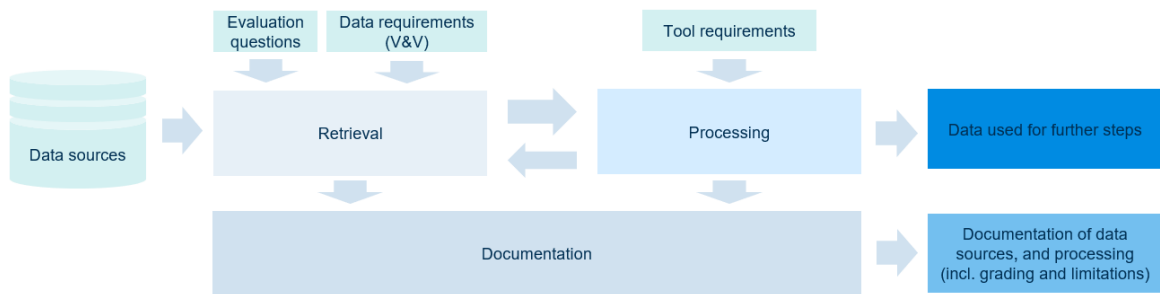 Evaluation
questions
Data requirements
(V&V)
Tool requirements
Data sources
Retrieval
Processing
Data used for further steps
Documentation
Documentation of data
sources, and processing
(incl. grading and limitations)